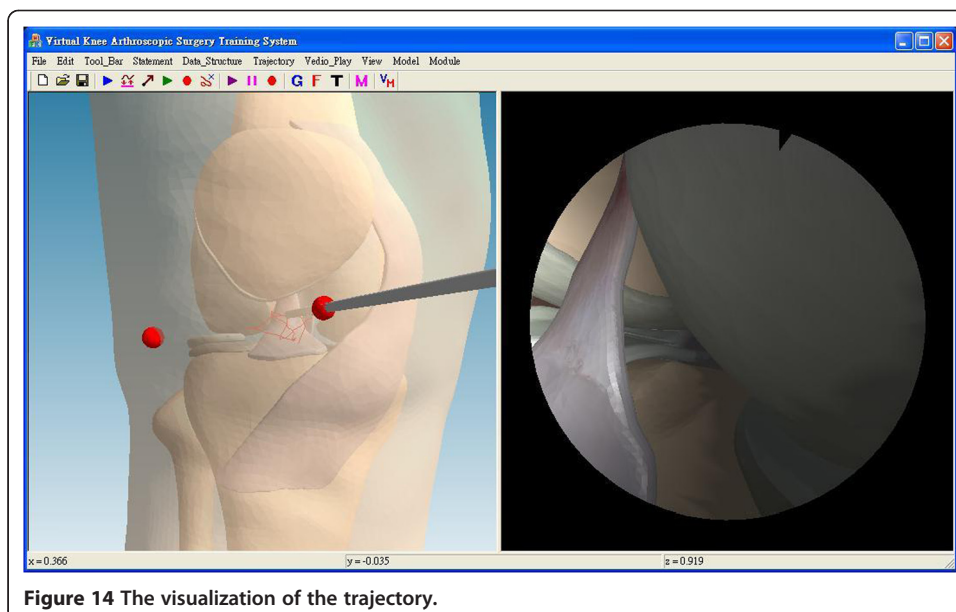 Virtual Knee Arthroscopic Surgery Training System
File Edit Tool_Bar Statement Data_Structure Trajectory Vedio_Play View Model Module
G F T M VH
x = 0.366 y = -0.035 z = 0.919
Figure 14 The visualization of the trajectory.